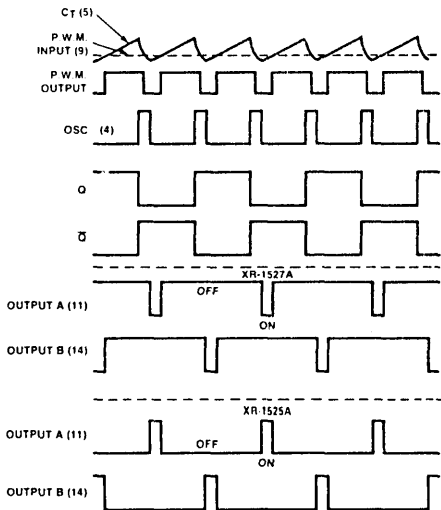 CT (5)
P.W.M.
INPUT (9)
P.W.M.
OUTPUT
OSC (4)
Q
Q̅
XR-1527A
OFF
OUTPUT A (11)
ON
OUTPUT B (14)
XR-1525A
OUTPUT A (11)
OFF
ON
OUTPUT B (14)